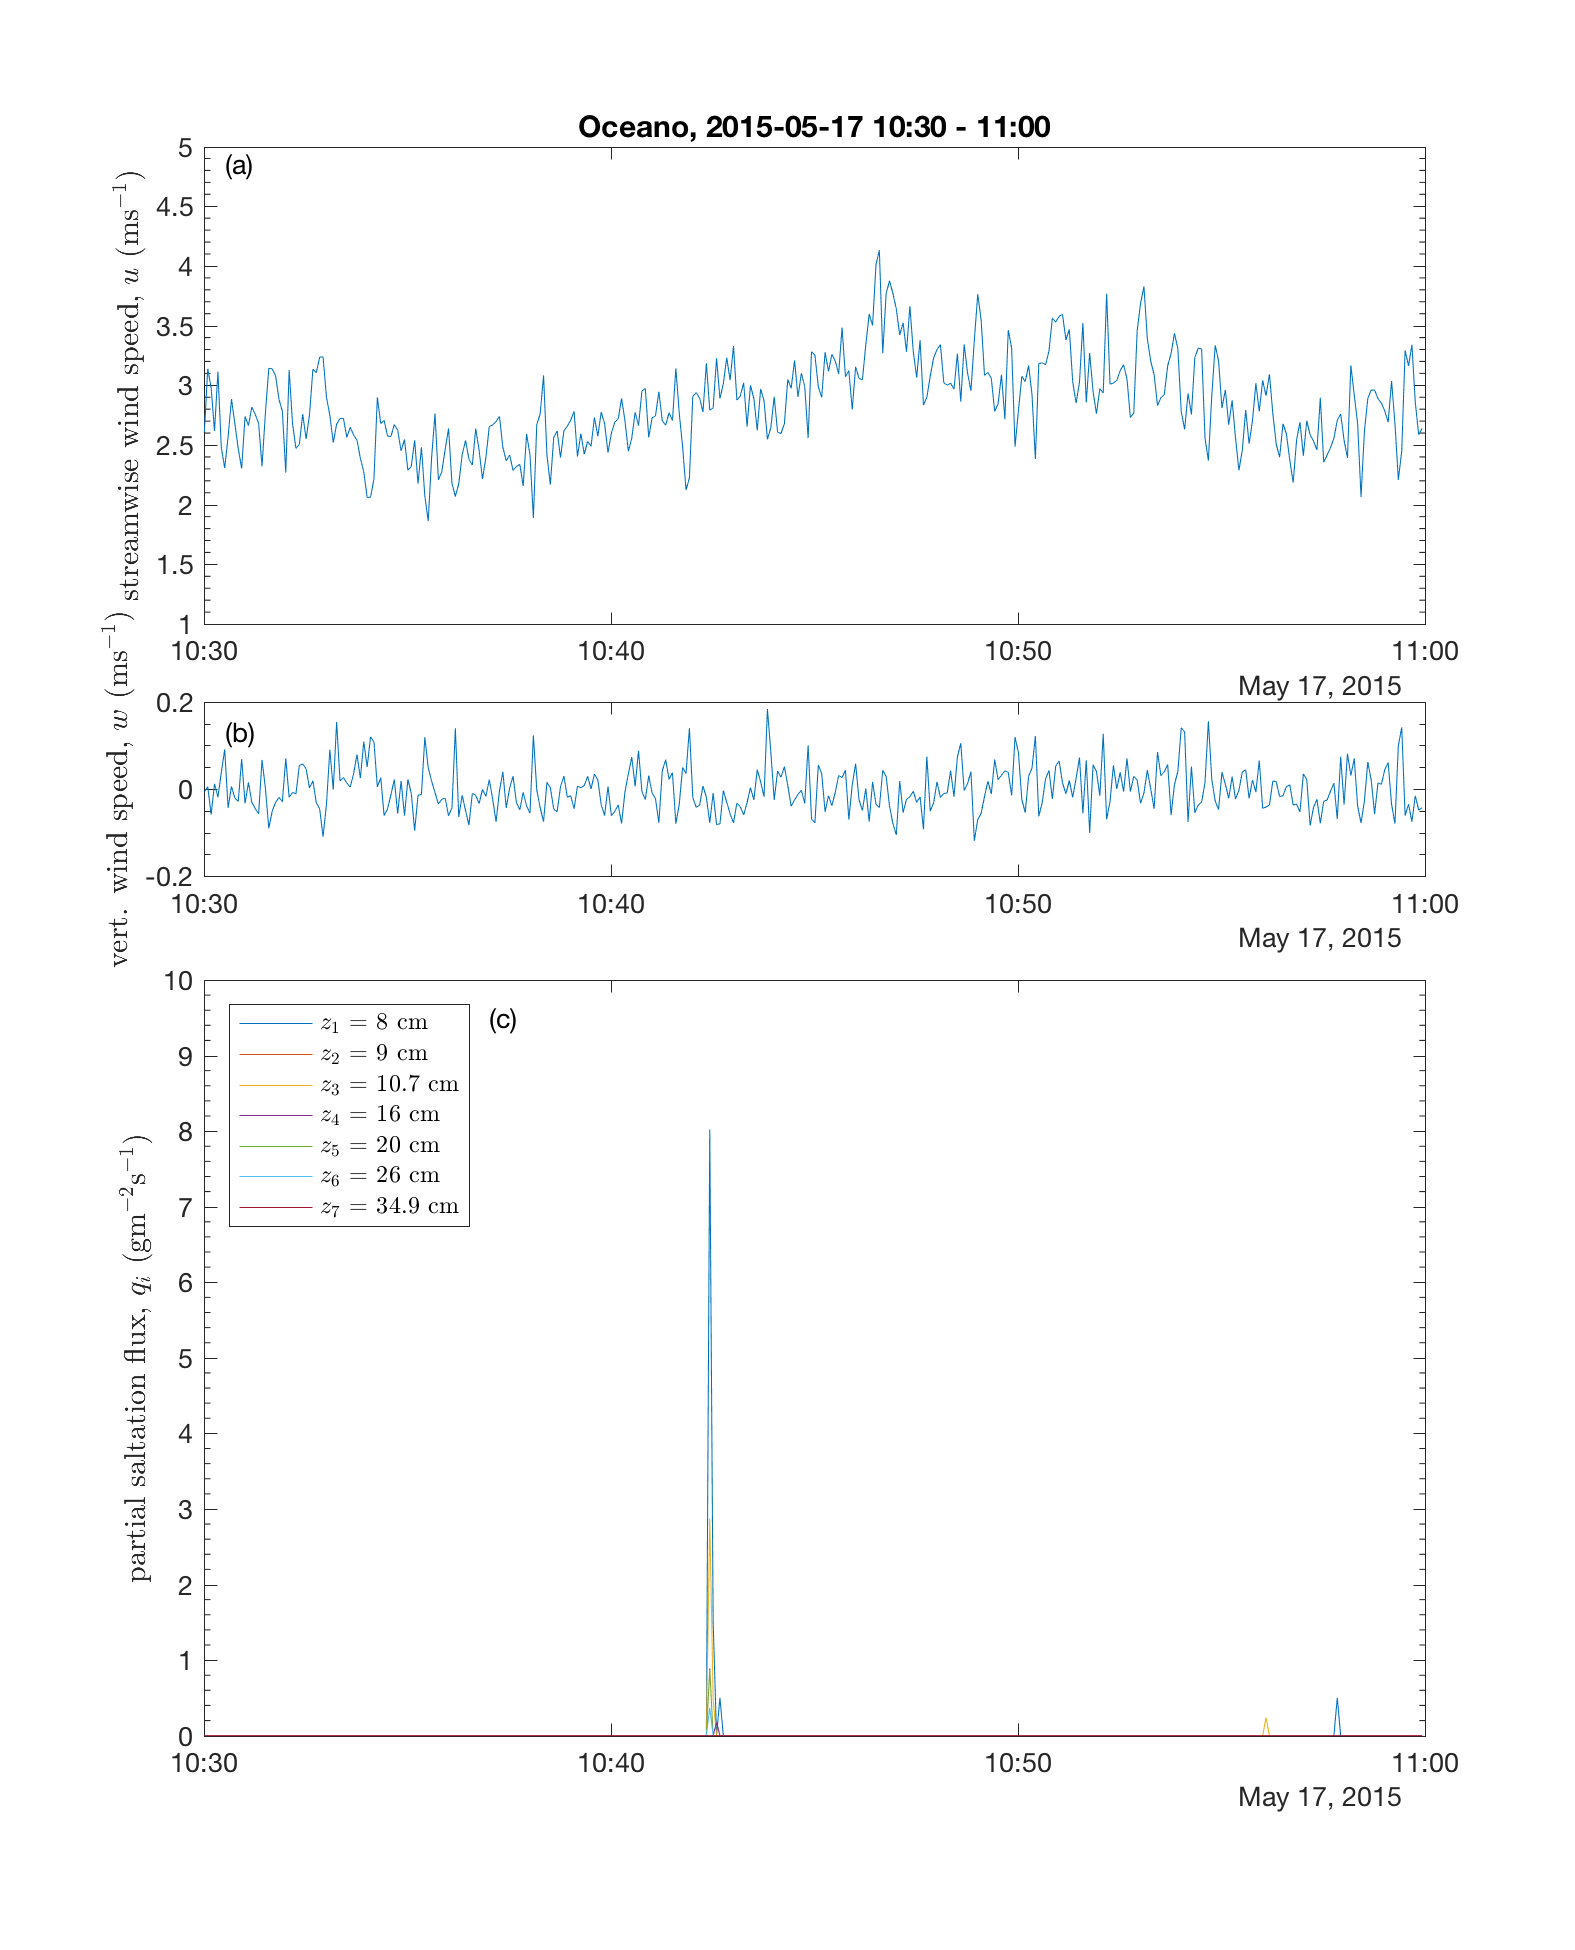 Oceano, 2015-05-17 10:30 - 11:00
(a)
streamwise wind speed, u (ms⁻¹)
5
4.5
4
3.5
3
2.5
2
1.5
1
10:30 10:40 10:50 11:00
May 17, 2015
(b)
vert. wind speed, w (ms⁻¹)
0.2
0
-0.2
10:30 10:40 10:50 11:00
May 17, 2015
(c)
partial saltation flux, qᵢ (gm⁻²s⁻¹)
10
9
8
7
6
5
4
3
2
1
0
z₁ = 8 cm
z₂ = 9 cm
z₃ = 10.7 cm
z₄ = 16 cm
z₅ = 20 cm
z₆ = 26 cm
z₇ = 34.9 cm
10:30 10:40 10:50 11:00
May 17, 2015